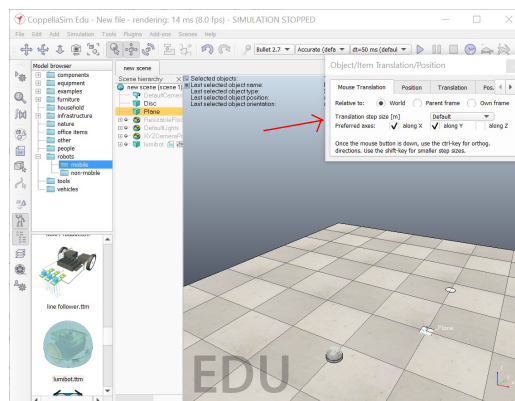 CoppeliaSim Edu - New file - rendering: 14 ms (8.0 fps) - SIMULATION STOPPED
File Edit Add Simulation Tools Plugins Add-ons Scenes Help
Bullet 2.7 Accurate (defa dt=50 ms (defaul
Model browser
components
equipment
examples
furniture
household
infrastructure
nature
office items
other
people
robots
mobile
non-mobile
tools
vehicles
line follower.ttm
lumibot.ttm
new scene
Scene hierarchy
new scene (scene 1)
DefaultCamera
Disc
Plane
ResizableFloo
DefaultLights
XYZCameraPr
lumibot
Selected objects
Last selected object name:
Last selected object type:
Last selected object position:
Last selected object orientation:
Object/Item Translation/Position
Mouse Translation Position Translation Pos.
Relative to: World Parent frame Own frame
Translation step size [m] Default
Preferred axes: along X along Y along Z
Once the mouse button is down, use the ctrl-key for orthog.
directions. Use the shift-key for smaller step sizes.
Plane
EDU